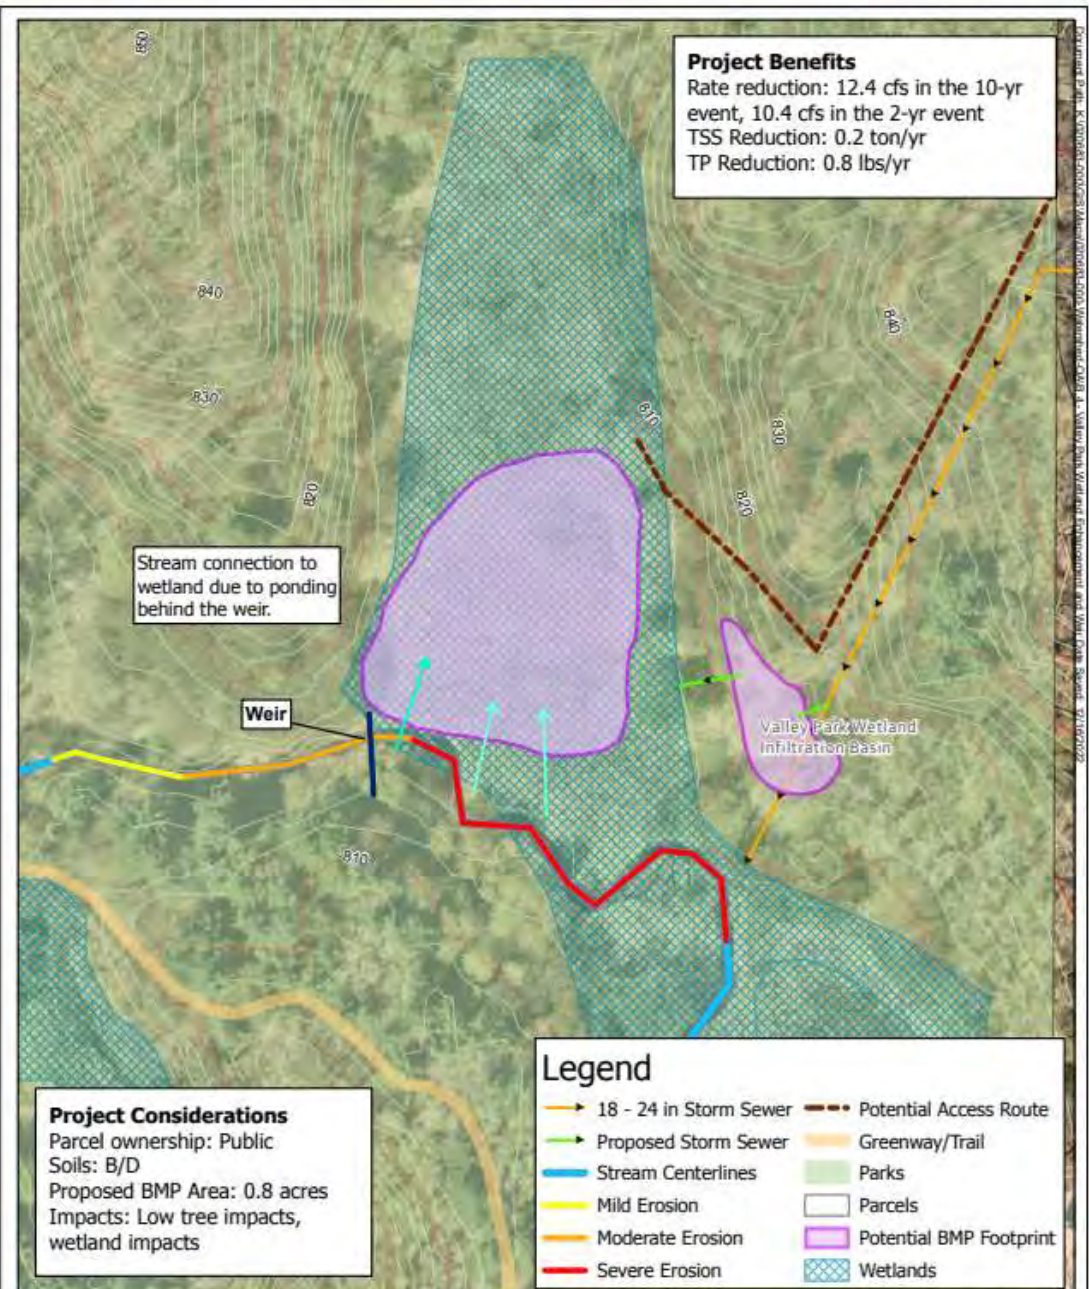 850
Project Benefits
Rate reduction: 12.4 cfs in the 10-yr
event, 10.4 cfs in the 2-yr event
TSS Reduction: 0.2 ton/yr
TP Reduction: 0.8 lbs/yr
840
840
830
810
830
820
820
Stream connection to
wetland due to ponding
behind the weir.
Weir
Valley Park Wetland
Infiltration Basin
810
Project Considerations
Parcel ownership: Public
Soils: B/D
Proposed BMP Area: 0.8 acres
Impacts: Low tree impacts,
wetland impacts
Legend
18 - 24 in Storm Sewer
Proposed Storm Sewer
Stream Centerlines
Mild Erosion
Moderate Erosion
Severe Erosion
Potential Access Route
Greenway/Trail
Parks
Parcels
Potential BMP Footprint
Wetlands